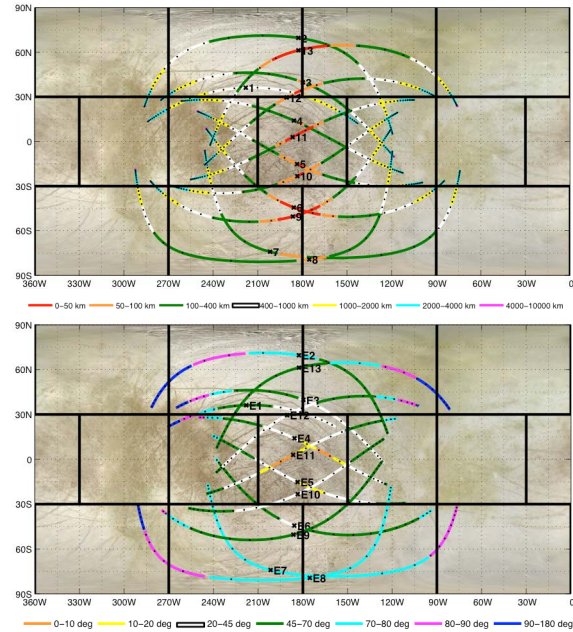 90N
60N
30N
0
30S
60S
90S
360W 330W 300W 270W 240W 210W 180W 150W 120W 90W 60W 30W 0
2
13
3
1
12
4
11
5
10
6
9
7
8
0–50 km 50–100 km 100–400 km 400–1000 km 1000–2000 km 2000–4000 km 4000–10000 km
90N
60N
30N
0
30S
60S
90S
360W 330W 300W 270W 240W 210W 180W 150W 120W 90W 60W 30W 0
E2
E13
E3
E1
E12
E4
E11
E5
E10
E6
E9
E7
E8
0–10 deg 10–20 deg 20–45 deg 45–70 deg 70–80 deg 80–90 deg 90–180 deg